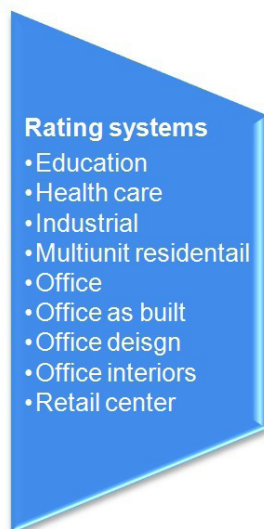 Rating systems
•Education
•Health care
•Industrial
•Multiunit residentail
•Office
•Office as built
•Office deisgn
•Office interiors
•Retail center